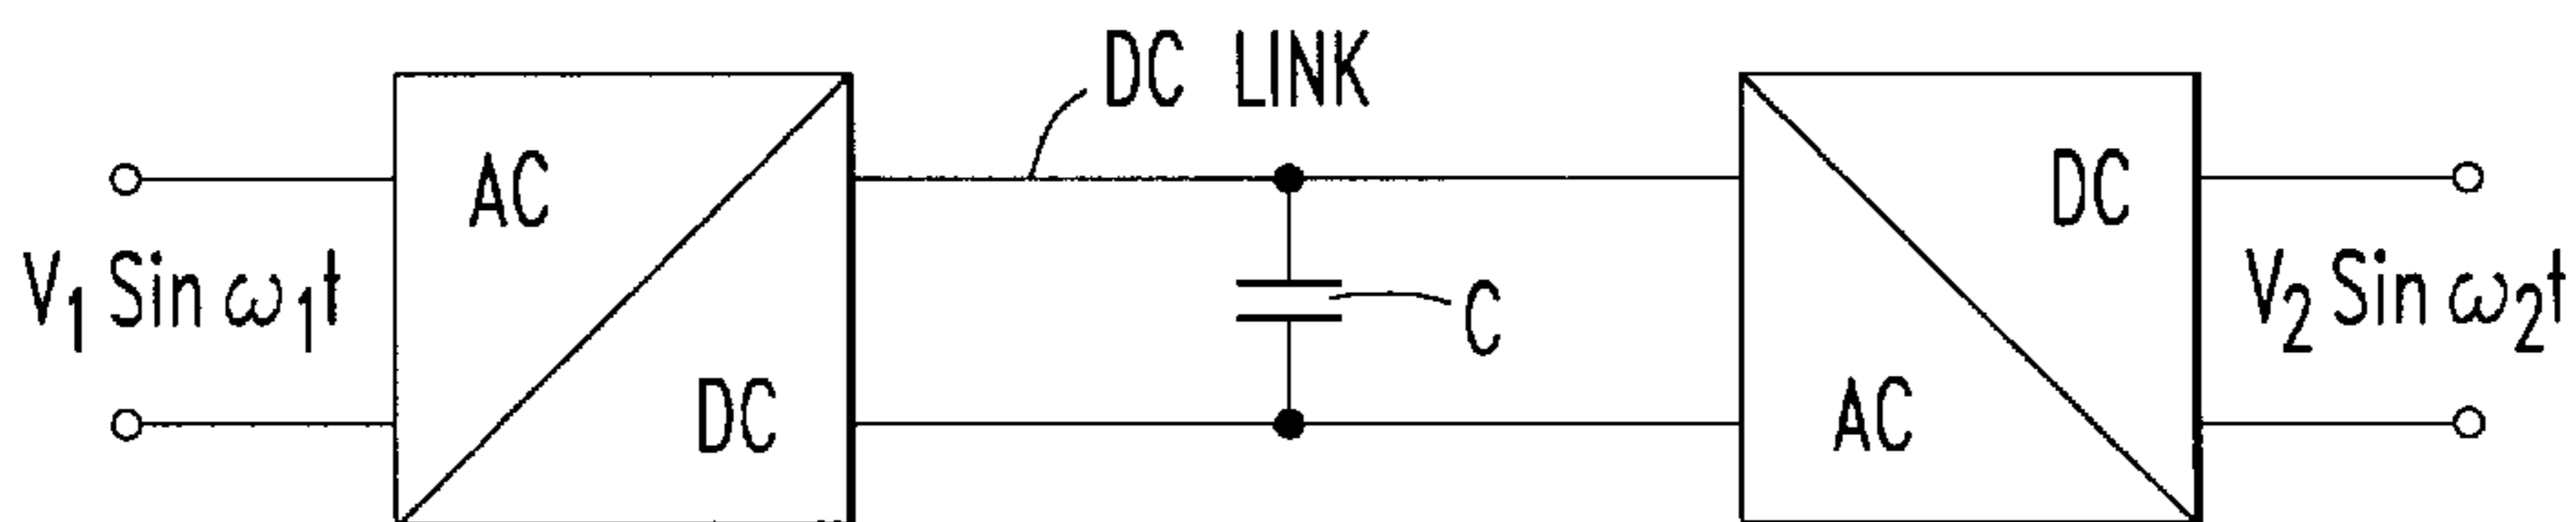 DC LINK
AC
DC
V₁ Sin ω₁t
DC
AC
C
V₂ Sin ω₂t